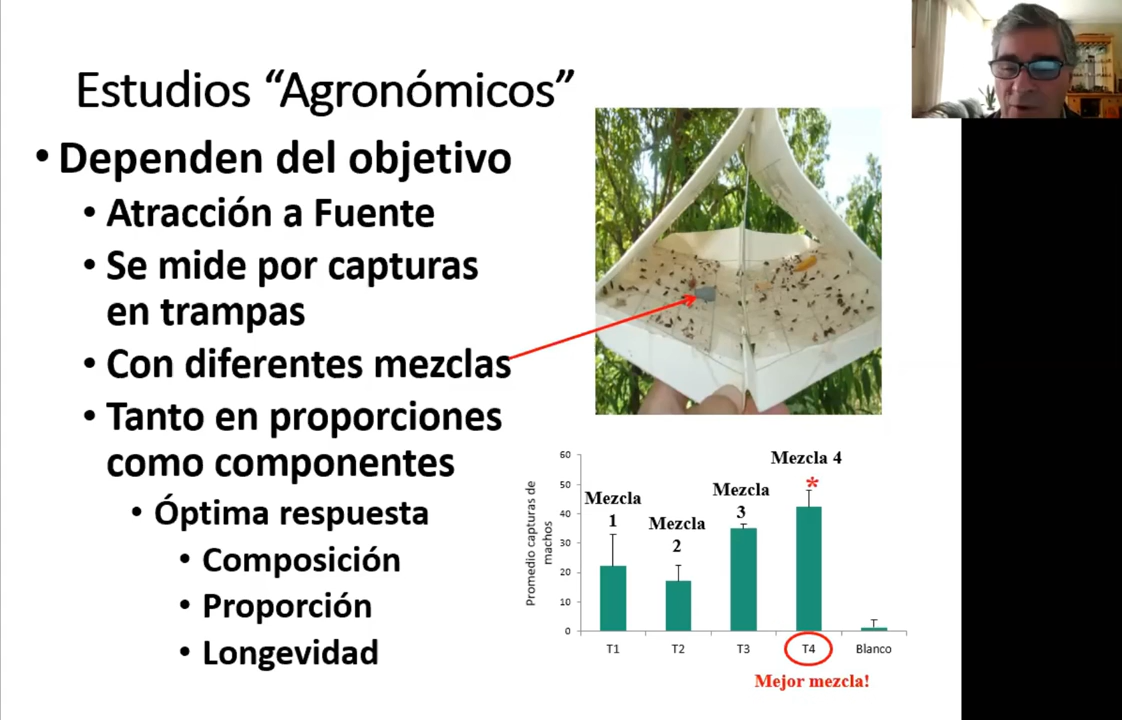 Estudios “Agronómicos”
• Dependen del objetivo
• Atracción a Fuente
• Se mide por capturas
en trampas
• Con diferentes mezclas
• Tanto en proporciones
como componentes
• Óptima respuesta
• Composición
• Proporción
• Longevidad
Promedio capturas de
machos
60
50
40
30
20
10
0
Mezcla
1
Mezcla
2
Mezcla
3
Mezcla 4
*
T1 T2 T3 T4 Blanco
Mejor mezcla!